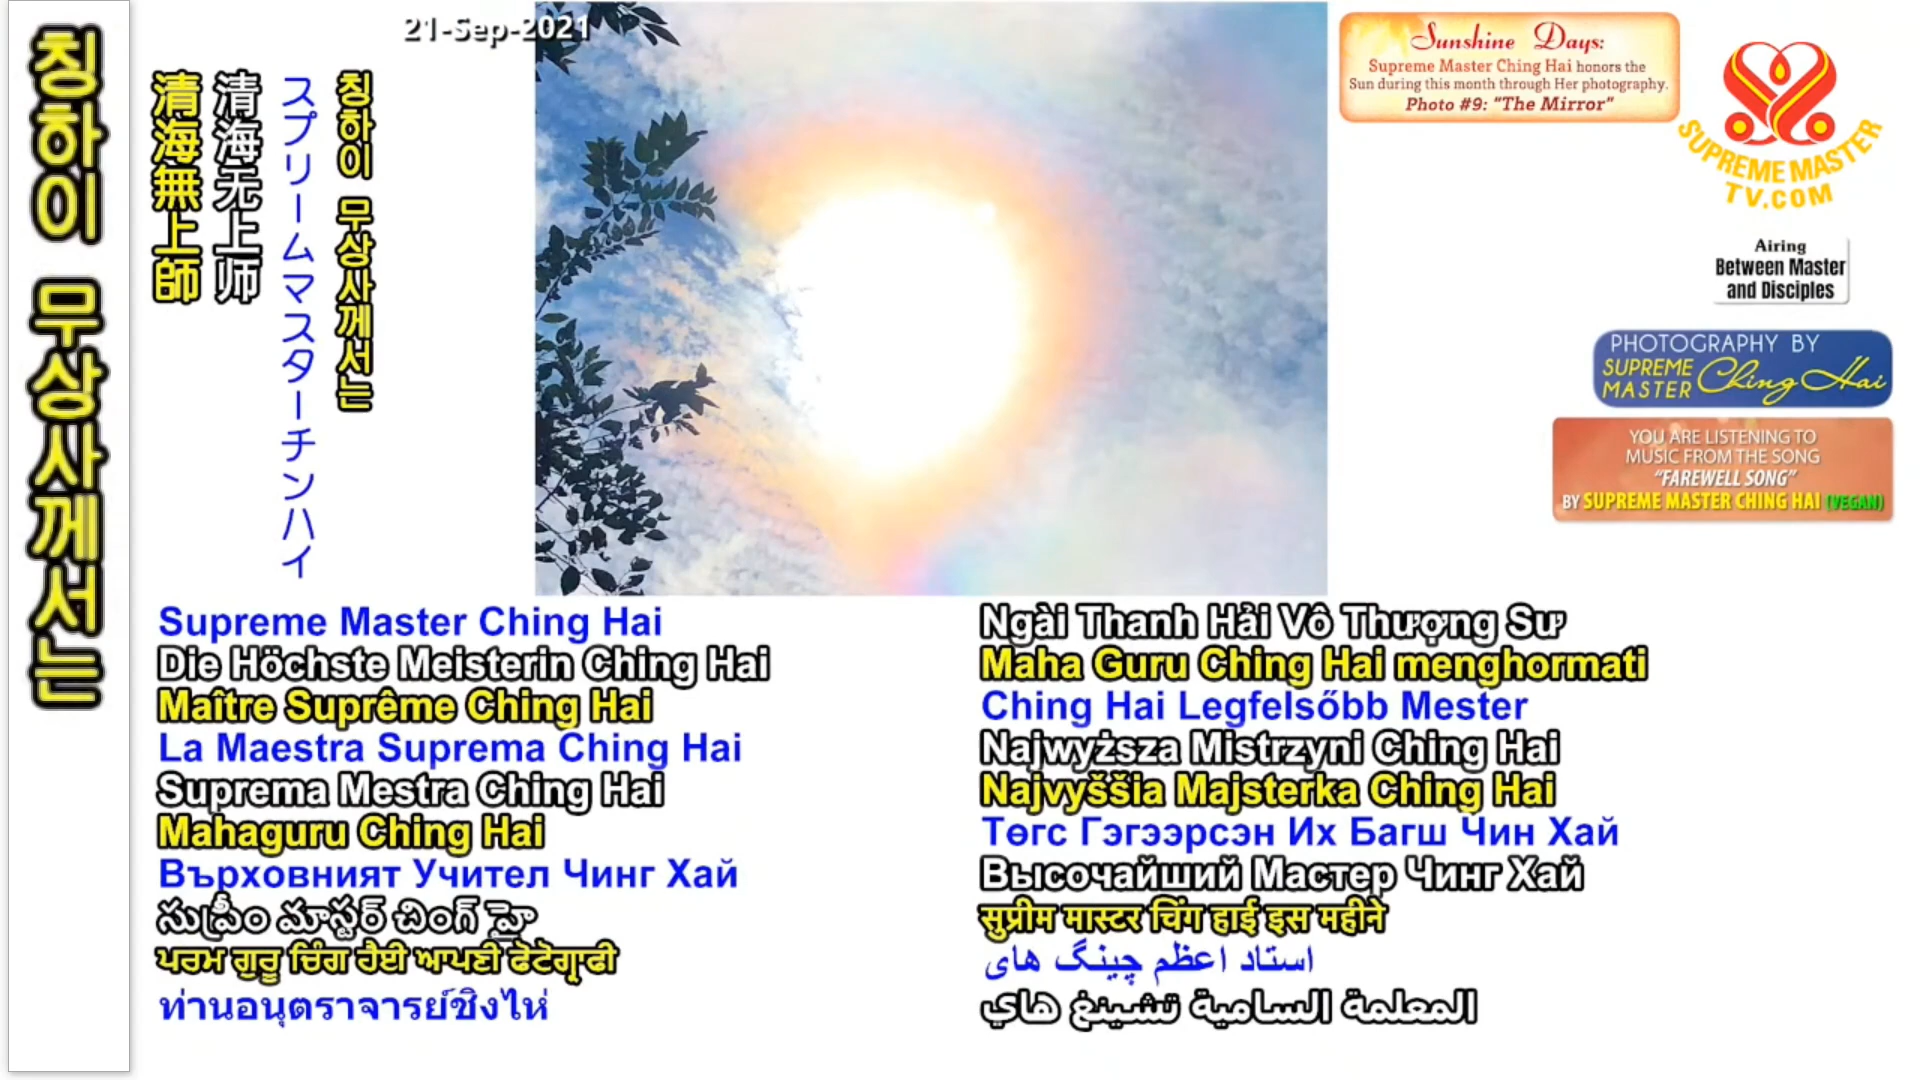 칭하이 무상사께서는
清海無上師
清海无上师
スプリームマスターチンハイ
칭하이 무상사께서는
21-Sep-2021
Sunshine Days:
Supreme Master Ching Hai honors the
Sun during this month through Her photography.
Photo #9: "The Mirror"
SUPREME MASTER
TV.COM
Airing
Between Master
and Disciples
PHOTOGRAPHY BY
SUPREME
MASTER Ching Hai
YOU ARE LISTENING TO
MUSIC FROM THE SONG
"FAREWELL SONG"
BY SUPREME MASTER CHING HAI (VEGAN)
Supreme Master Ching Hai
Die Höchste Meisterin Ching Hai
Maître Suprême Ching Hai
La Maestra Suprema Ching Hai
Suprema Mestra Ching Hai
Mahaguru Ching Hai
Върховният Учител Чинг Хай
సుప్రీం మాస్టర్ చింగ్ హై
ਪਰਮ ਗੁਰੂ ਚਿੰਗ ਹੈਈ ਆਪਣੀ ਫੋਟੋਗ੍ਰਾਫੀ
ท่านอนุตราจารย์ชิงไห่
Ngài Thanh Hải Vô Thượng Sư
Maha Guru Ching Hai menghormati
Ching Hai Legfelsőbb Mester
Najwyższa Mistrzyni Ching Hai
Najvyššia Majsterka Ching Hai
Төгс Гэгээрсэн Их Багш Чин Хай
Высочайший Мастер Чинг Хай
सुप्रीम मास्टर चिंग हाई इस महीने
استاد اعظم چینگ های
المعلمة السامية تشينغ هاي